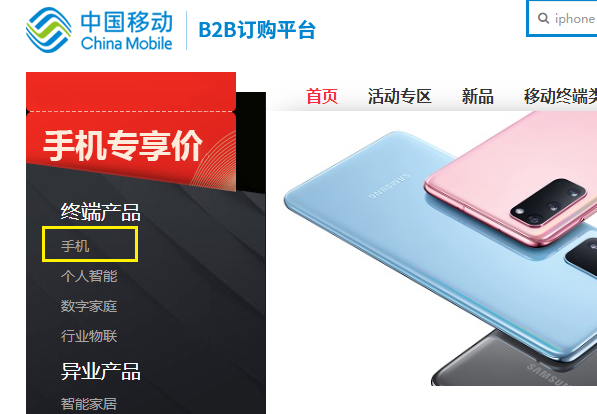 中国移动
China Mobile
B2B订购平台
iphone
首页 活动专区 新品 移动终端类
手机专享价
终端产品
手机
个人智能
数字家庭
行业物联
异业产品
智能家居
SAMSUNG
SAMSUNG